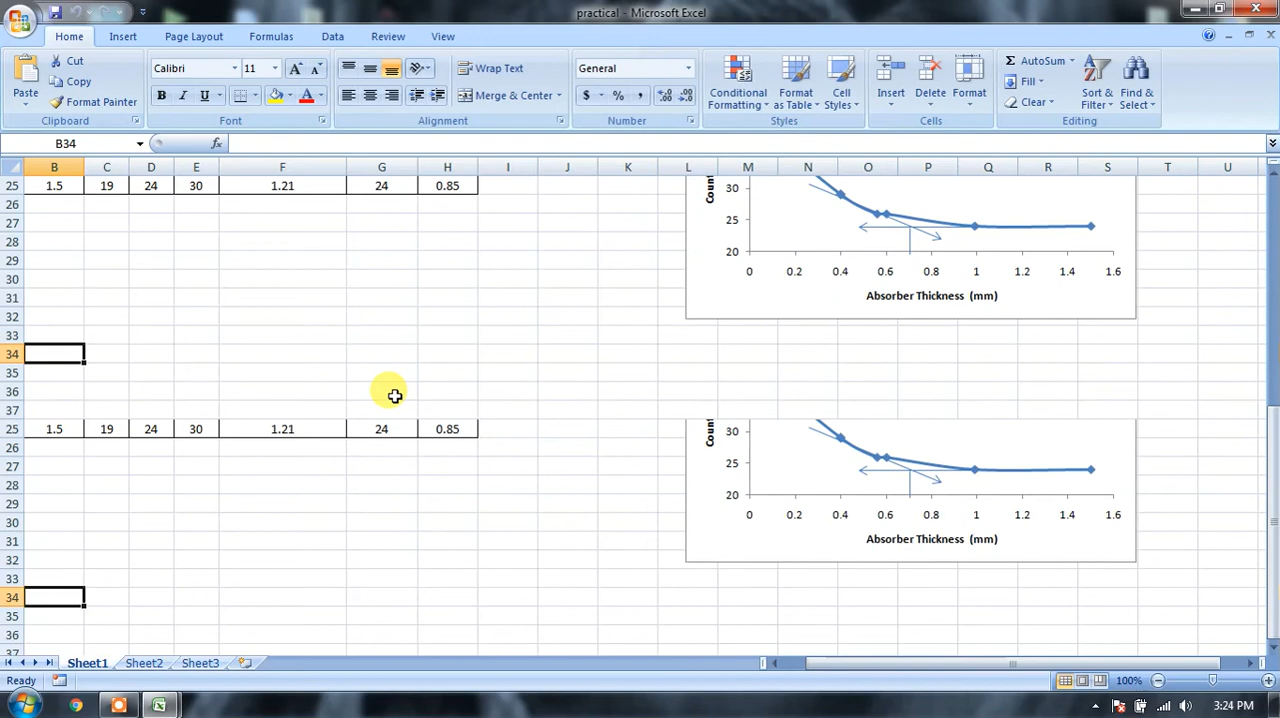 practical - Microsoft Excel
Home Insert Page Layout Formulas Data Review View
Paste
Cut
Copy
Format Painter
Clipboard
Calibri 11
B I U
Font
Wrap Text
Merge & Center
Alignment
General
$ % ,
Number
Conditional Formatting
Format as Table
Cell Styles
Styles
Insert Delete Format
Cells
AutoSum
Fill
Clear
Sort & Filter
Find & Select
Editing
B34 fx
B C D E F G H I J K L M N O P Q R S T U
25 1.5 19 24 30 1.21 24 0.85
26
27
28
29
30
31
32
33
34
35
36
37
Count
30
25
20
0 0.2 0.4 0.6 0.8 1 1.2 1.4 1.6
Absorber Thickness (mm)
25 1.5 19 24 30 1.21 24 0.85
26
27
28
29
30
31
32
33
34
35
36
37
Count
30
25
20
0 0.2 0.4 0.6 0.8 1 1.2 1.4 1.6
Absorber Thickness (mm)
Sheet1 Sheet2 Sheet3
Ready 100%
3:24 PM